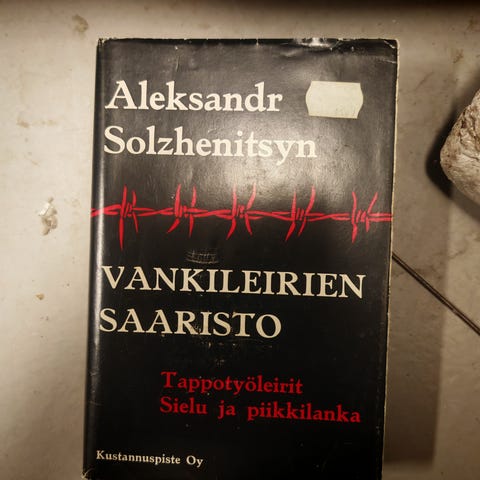 Aleksandr
Solzhenitsyn
VANKILEIRIEN
SAARISTO
Tappotyöleirit
Sielu ja piikkilanka
Kustannuspiste Oy